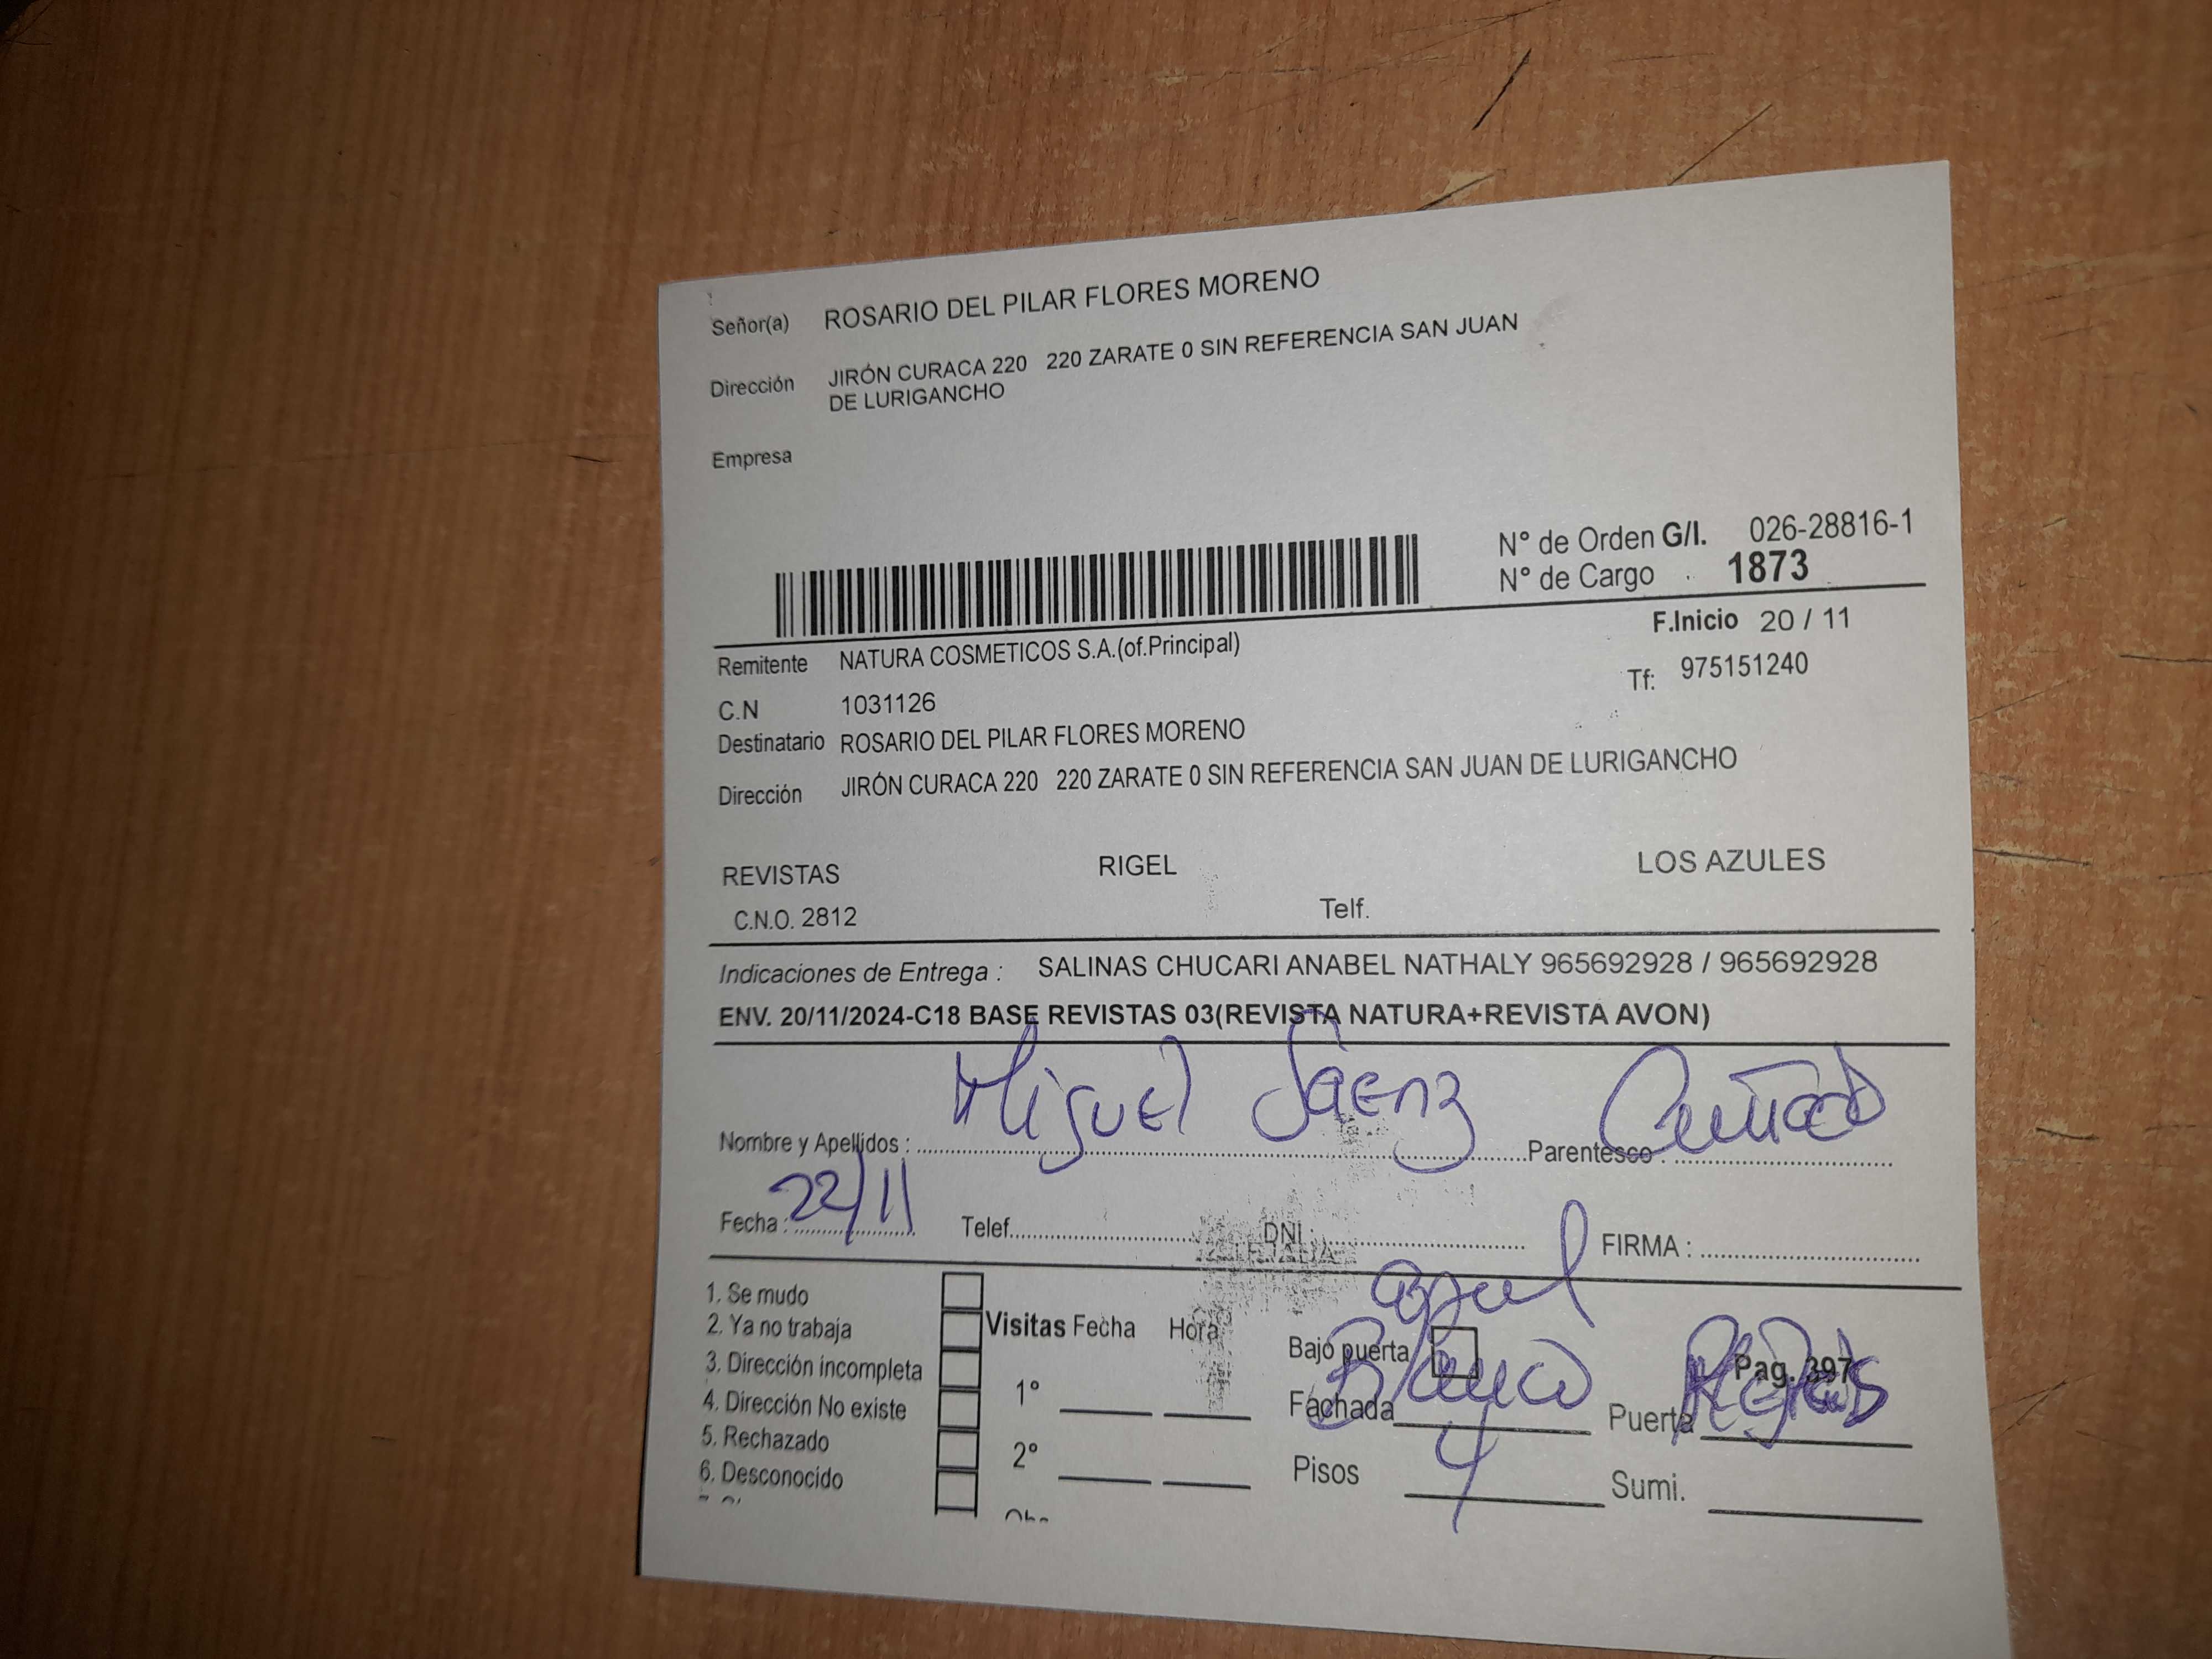 Señor(a) ROSARIO DEL PILAR FLORES MORENO
Dirección JIRÓN CURACA 220 220 ZARATE 0 SIN REFERENCIA SAN JUAN
DE LURIGANCHO
Empresa
N° de Orden G/I. 026-28816-1
N° de Cargo 1873
F.Inicio 20 / 11
Remitente NATURA COSMETICOS S.A.(of.Principal)
Tf: 975151240
C.N 1031126
Destinatario ROSARIO DEL PILAR FLORES MORENO
Dirección JIRÓN CURACA 220 220 ZARATE 0 SIN REFERENCIA SAN JUAN DE LURIGANCHO
REVISTAS RIGEL LOS AZULES
C.N.O. 2812 Telf.
Indicaciones de Entrega : SALINAS CHUCARI ANABEL NATHALY 965692928 / 965692928
ENV. 20/11/2024-C18 BASE REVISTAS 03(REVISTA NATURA+REVISTA AVON)
Nombre y Apellidos : Miguel Saenz Parentesco : Cuñado
Fecha : 22/11 Telef. DNI : FIRMA :
1. Se mudo
2. Ya no trabaja
3. Dirección incompleta
4. Dirección No existe
5. Rechazado
6. Desconocido
Visitas Fecha Hora
1°
2°
Bajo puerta
Pag. 397
Fachada Blanco Puerta Rejas
Pisos 4 Sumi.